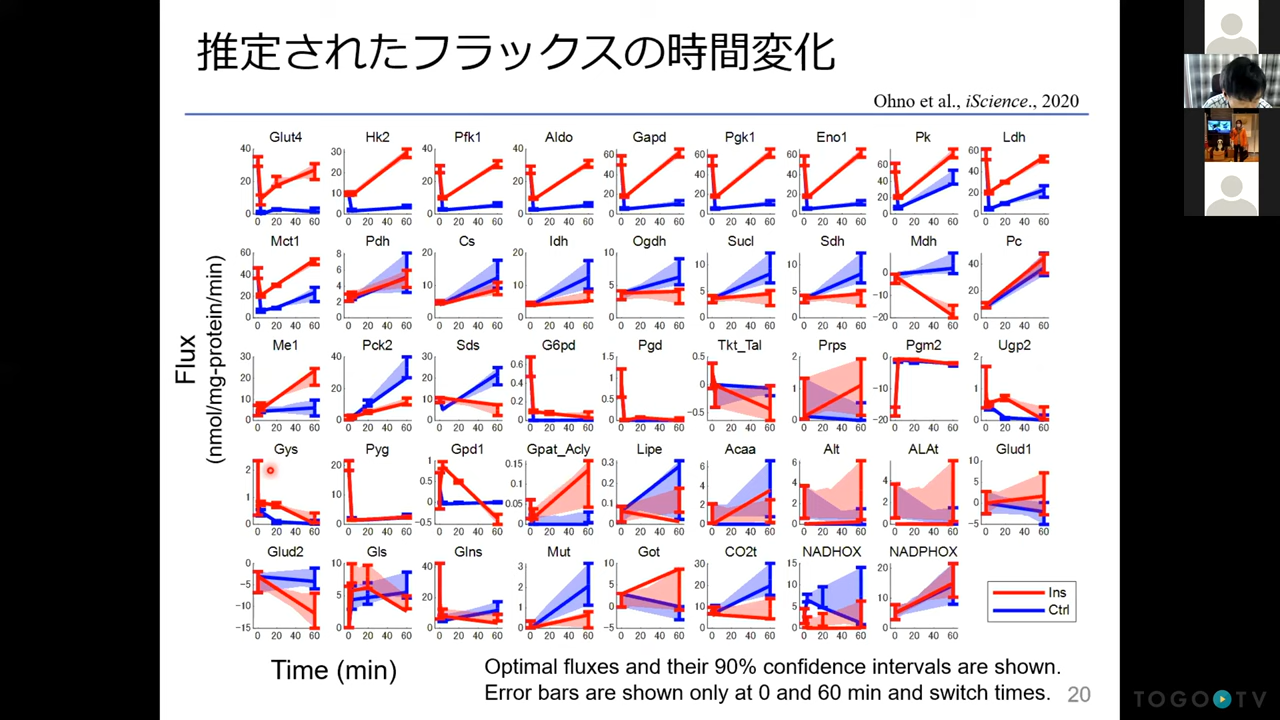 推定されたフラックスの時間変化
Ohno et al., iScience., 2020
Glut4 Hk2 Pfk1 Aldo Gapd Pgk1 Eno1 Pk Ldh
Mct1 Pdh Cs Idh Ogdh Sucl Sdh Mdh Pc
Me1 Pck2 Sds G6pd Pgd Tkt_Tal Prps Pgm2 Ugp2
Gys Pyg Gpd1 Gpat_Acly Lipe Acaa Alt ALAt Glud1
Glud2 Gls Glns Mut Got CO2t NADHOX NADPHOX
Flux
(nmol/mg-protein/min)
Ins
Ctrl
Time (min)
Optimal fluxes and their 90% confidence intervals are shown.
Error bars are shown only at 0 and 60 min and switch times.
20
TOGO TV